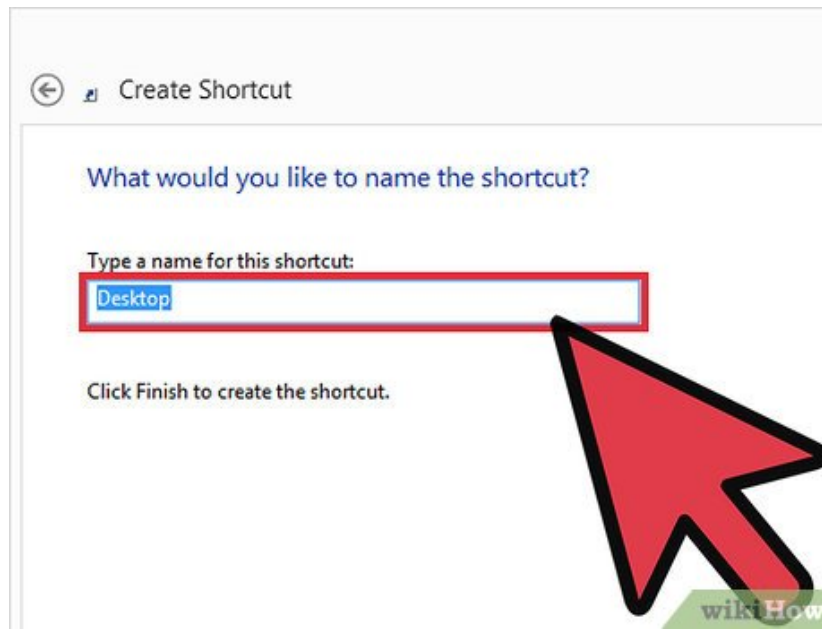 Create Shortcut
What would you like to name the shortcut?
Type a name for this shortcut:
Desktop
Click Finish to create the shortcut.
wikiHow